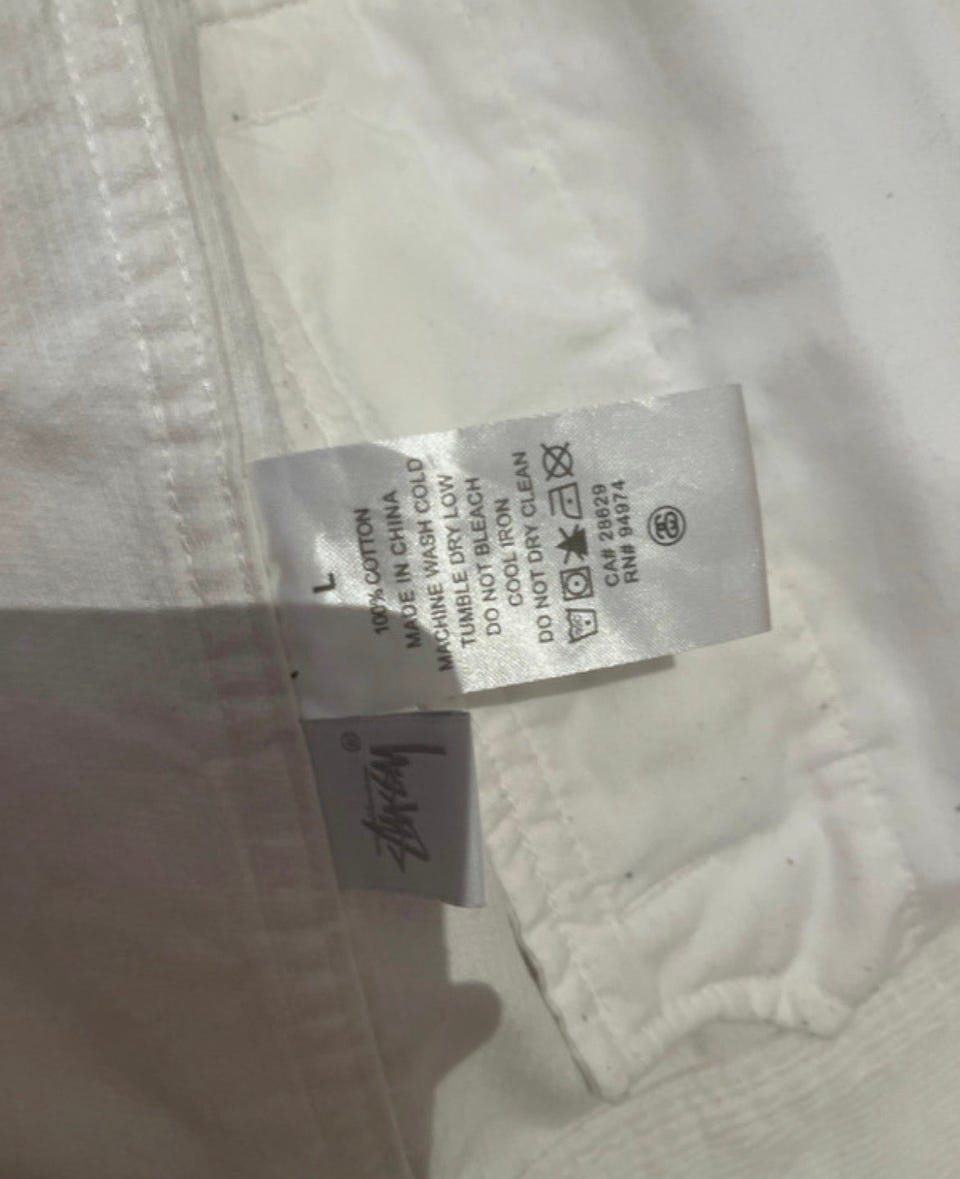 L
100% COTTON
MADE IN CHINA
MACHINE WASH COLD
TUMBLE DRY LOW
DO NOT BLEACH
COOL IRON
DO NOT DRY CLEAN
CA# 28629
RN# 94974
STÜSSY ®